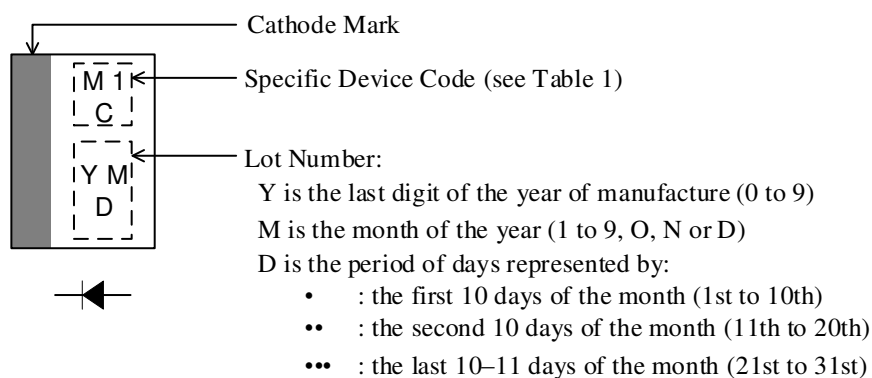 Cathode Mark
M 1
C
Specific Device Code (see Table 1)
Y M
D
Lot Number:
Y is the last digit of the year of manufacture (0 to 9)
M is the month of the year (1 to 9, O, N or D)
D is the period of days represented by:
• : the first 10 days of the month (1st to 10th)
•• : the second 10 days of the month (11th to 20th)
••• : the last 10–11 days of the month (21st to 31st)